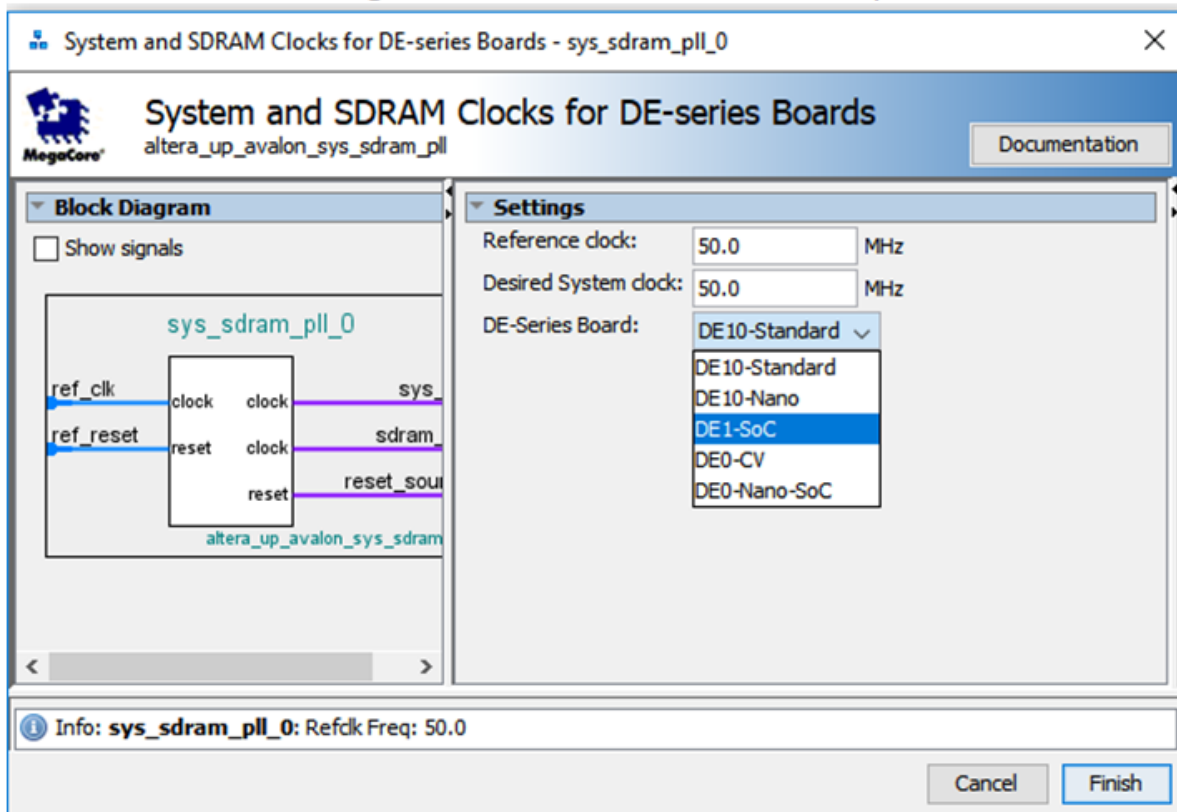 System and SDRAM Clocks for DE-series Boards - sys_sdram_pll_0
System and SDRAM Clocks for DE-series Boards
altera_up_avalon_sys_sdram_pll
MegaCore®
Documentation
Block Diagram
Show signals
sys_sdram_pll_0
ref_clk
clock clock
sys_
ref_reset
reset clock
sdram_
reset
reset_sou
altera_up_avalon_sys_sdram
Settings
Reference clock: 50.0 MHz
Desired System clock: 50.0 MHz
DE-Series Board: DE10-Standard
DE10-Standard
DE10-Nano
DE1-SoC
DE0-CV
DE0-Nano-SoC
Info: sys_sdram_pll_0: Refclk Freq: 50.0
Cancel Finish